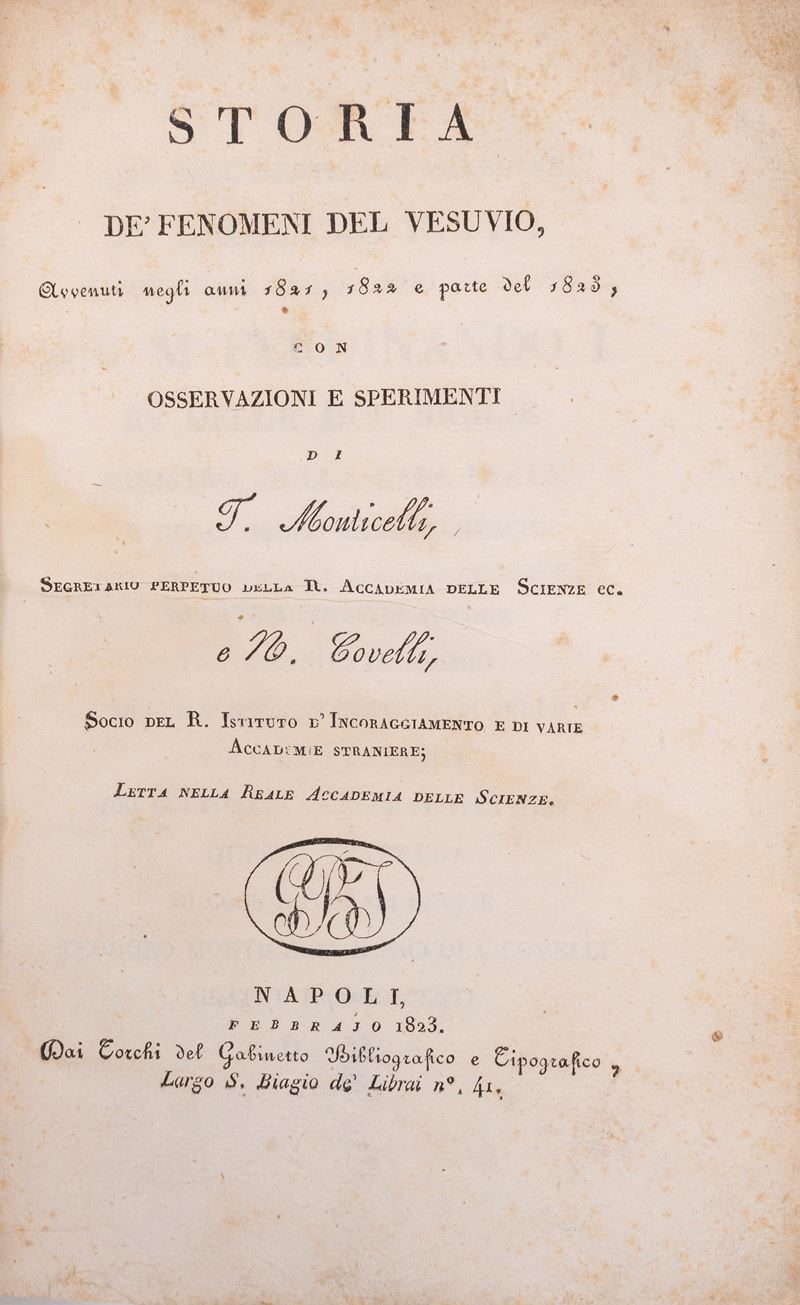 STORIA
DE' FENOMENI DEL VESUVIO,
Avvenuti negli anni 1821, 1822 e parte del 1823,
CON
OSSERVAZIONI E SPERIMENTI
DI
T. Monticelli,
SEGRETARIO PERPETUO DELLA R. ACCADEMIA DELLE SCIENZE EC.
e N. Covelli,
SOCIO DEL R. ISTITUTO D' INCORAGGIAMENTO E DI VARIE
ACCADEMIE STRANIERE;
LETTA NELLA REALE ACCADEMIA DELLE SCIENZE.
GBT
NAPOLI,
FEBBRAJO 1823.
Dai Torchi del Gabinetto Bibliografico e Tipografico,
Largo S. Biagio de' Librai n°. 41.